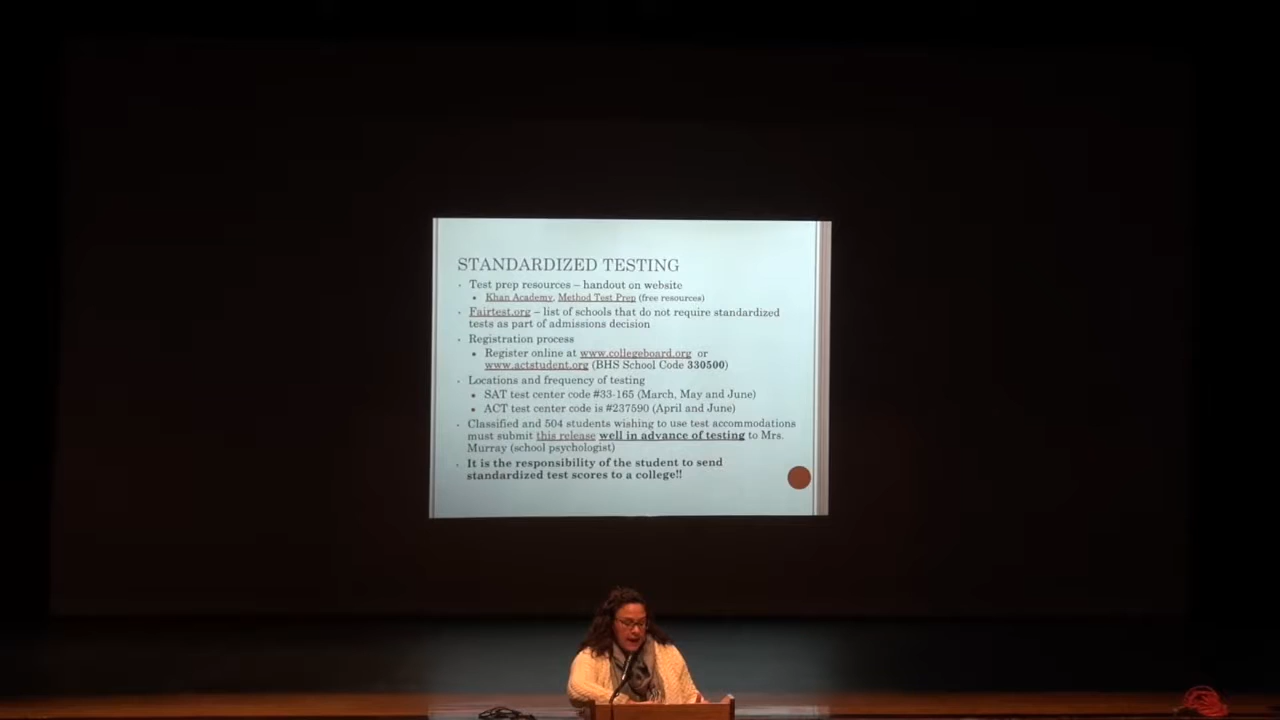 STANDARDIZED TESTING
Test prep resources – handout on website
Khan Academy, Method Test Prep (free resources)
Fairtest.org – list of schools that do not require standardized
tests as part of admissions decision
Registration process
Register online at www.collegeboard.org or
www.actstudent.org (BHS School Code 330500)
Locations and frequency of testing
SAT test center code #33-165 (March, May and June)
ACT test center code is #237590 (April and June)
Classified and 504 students wishing to use test accommodations
must submit this release well in advance of testing to Mrs.
Murray (school psychologist)
It is the responsibility of the student to send
standardized test scores to a college!!